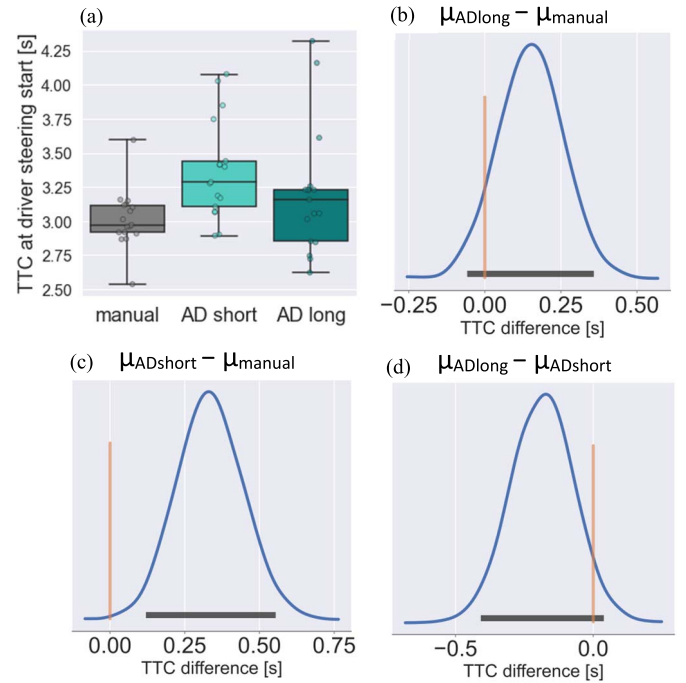 (a)
TTC at driver steering start [s]
4.25
4.00
3.75
3.50
3.25
3.00
2.75
2.50
manual AD short AD long
(b) μADlong − μmanual
−0.25 0.00 0.25 0.50
TTC difference [s]
(c) μADshort − μmanual
0.00 0.25 0.50 0.75
TTC difference [s]
(d) μADlong − μADshort
−0.5 0.0
TTC difference [s]